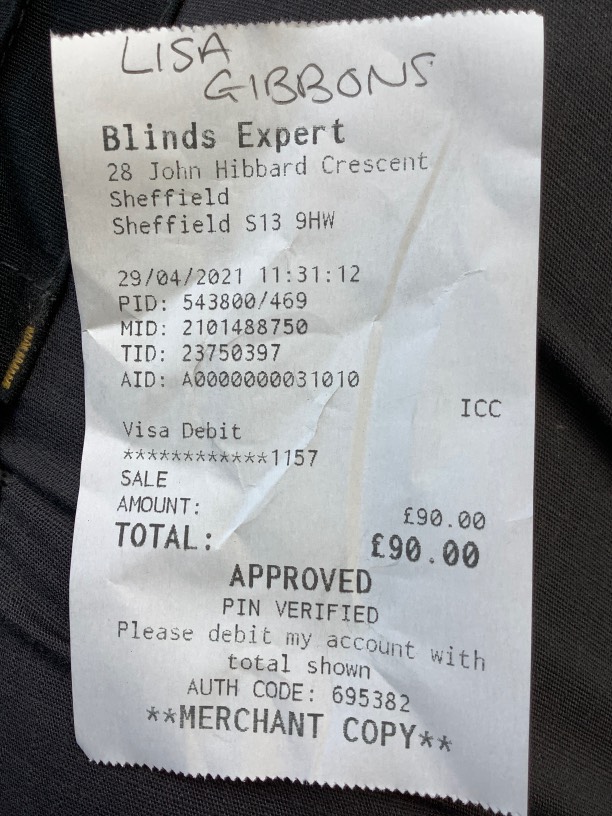 LISA
GIBBONS
Blinds Expert
28 John Hibbard Crescent
Sheffield
Sheffield S13 9HW
29/04/2021 11:31:12
PID: 543800/469
MID: 2101488750
TID: 23750397
AID: A0000000031010
ICC
Visa Debit
************1157
SALE
AMOUNT: £90.00
TOTAL: £90.00
APPROVED
PIN VERIFIED
Please debit my account with
total shown
AUTH CODE: 695382
**MERCHANT COPY**